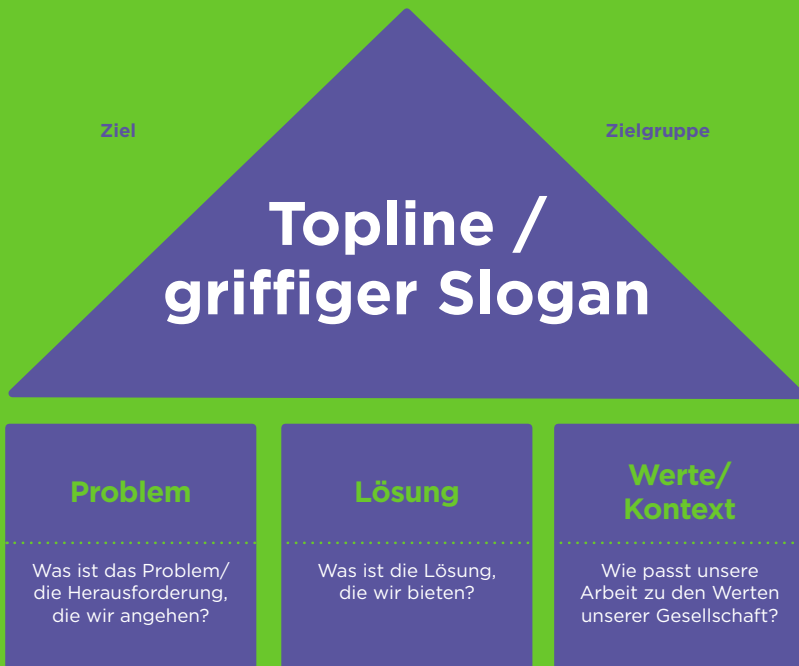 Ziel
Zielgruppe
Topline /
griffiger Slogan
Problem
Was ist das Problem/
die Herausforderung,
die wir angehen?
Lösung
Was ist die Lösung,
die wir bieten?
Werte/
Kontext
Wie passt unsere
Arbeit zu den Werten
unserer Gesellschaft?